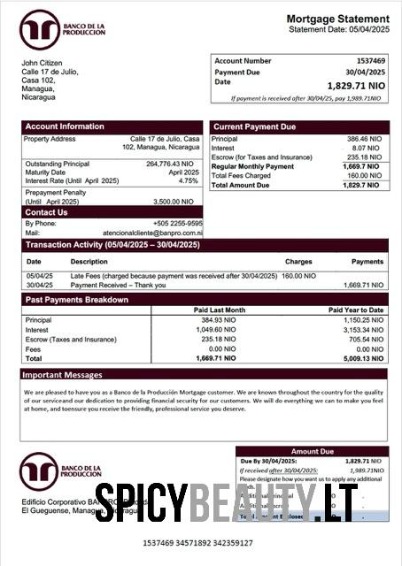 BANCO DE LA
PRODUCCION
Mortgage Statement
Statement Date: 05/04/2025
John Citizen
Calle 17 de Julio,
Casa 102,
Managua,
Nicaragua
Account Number 1537469
Payment Due 30/04/2025
Date 1,829.71 NIO
If payment is received after 30/04/25, pay 1,989.71NIO
Account Information
Property Address Calle 17 de Julio, Casa
102, Managua, Nicaragua
Outstanding Principal 264,776.43 NIO
Maturity Date April 2025
Interest Rate (Until April 2025) 4.75%
Prepayment Penalty
(Until April 2025) 3,500.00 NIO
Contact Us
By Phone: +505 2255-9595
Mail: atencionalcliente@banpro.com.ni
Current Payment Due
Principal 386.46 NIO
Interest 8.07 NIO
Escrow (for Taxes and Insurance) 235.18 NIO
Regular Monthly Payment 1,669.7 NIO
Total Fees Charged 160.00 NIO
Total Amount Due 1,829.7 NIO
Transaction Activity (05/04/2025 – 30/04/2025)
Date Description Charges Payments
05/04/25 Late Fees (charged because payment was received after 30/04/2025) 160.00 NIO
30/04/25 Payment Received – Thank you 1,669.71 NIO
Past Payments Breakdown
Paid Last Month Paid Year to Date
Principal 384.93 NIO 1,150.25 NIO
Interest 1,049.60 NIO 3,153.34 NIO
Escrow (Taxes and Insurance) 235.18 NIO 705.54 NIO
Fees 0.00 NIO 0.00 NIO
Total 1,669.71 NIO 5,009.13 NIO
Important Messages
We are pleased to have you as a Banco de la Producción Mortgage customer. We are known throughout the country for the quality
of our serviceand our dedication to providing financial security for our customers. We will do everything we can to make you feel
at home, and toensure you receive the friendly, professional service you deserve.
BANCO DE LA
PRODUCCION
Edificio Corporativo
El Gueguense, Managua, Nicaragua
Amount Due
Due By 30/04/2025: 1,829.71 NIO
If received after 30/04/2025: 1,989.71NIO
Please designate how you want us to apply any additional
SPICYBEAUTY.LT
1537469 34571892 342359127